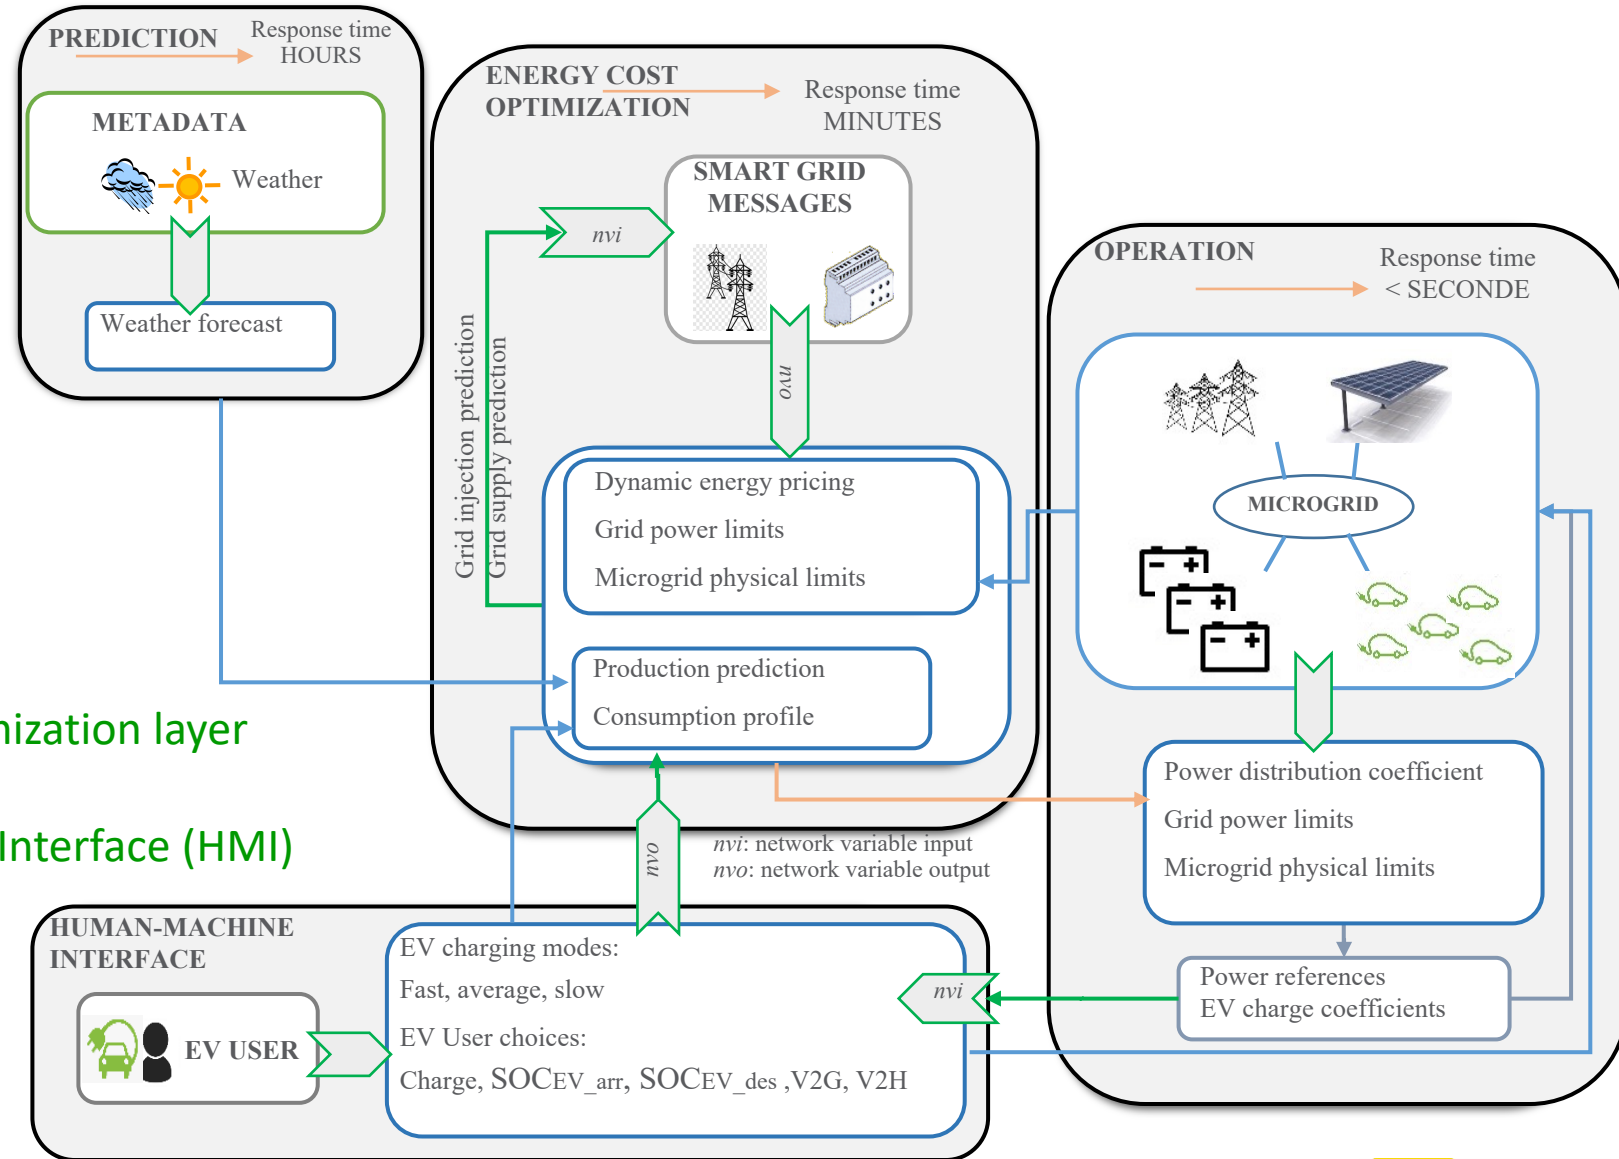 PREDICTION
Response time
HOURS
METADATA
Weather
Weather forecast
ENERGY COST
OPTIMIZATION
Response time
MINUTES
SMART GRID
MESSAGES
nvi
nvo
Grid injection prediction
Grid supply prediction
Dynamic energy pricing
Grid power limits
Microgrid physical limits
Production prediction
Consumption profile
OPERATION
Response time
< SECONDE
MICROGRID
Power distribution coefficient
Grid power limits
Microgrid physical limits
Power references
EV charge coefficients
nization layer
Interface (HMI)
nvo
nvi: network variable input
nvo: network variable output
HUMAN-MACHINE
INTERFACE
EV USER
EV charging modes:
Fast, average, slow
EV User choices:
Charge, SOCEV_arr, SOCEV_des ,V2G, V2H
nvi